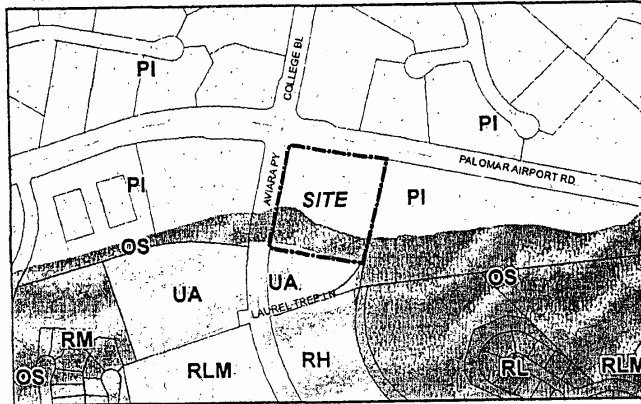 PI
COLLEGE BL
PI
PALOMAR AIRPORT RD
AVIARA PY
SITE
PI
PI
OS
UA
UA.
LAUREL TREE LN
OS
RM
OS
RLM
RH
RL
RLM